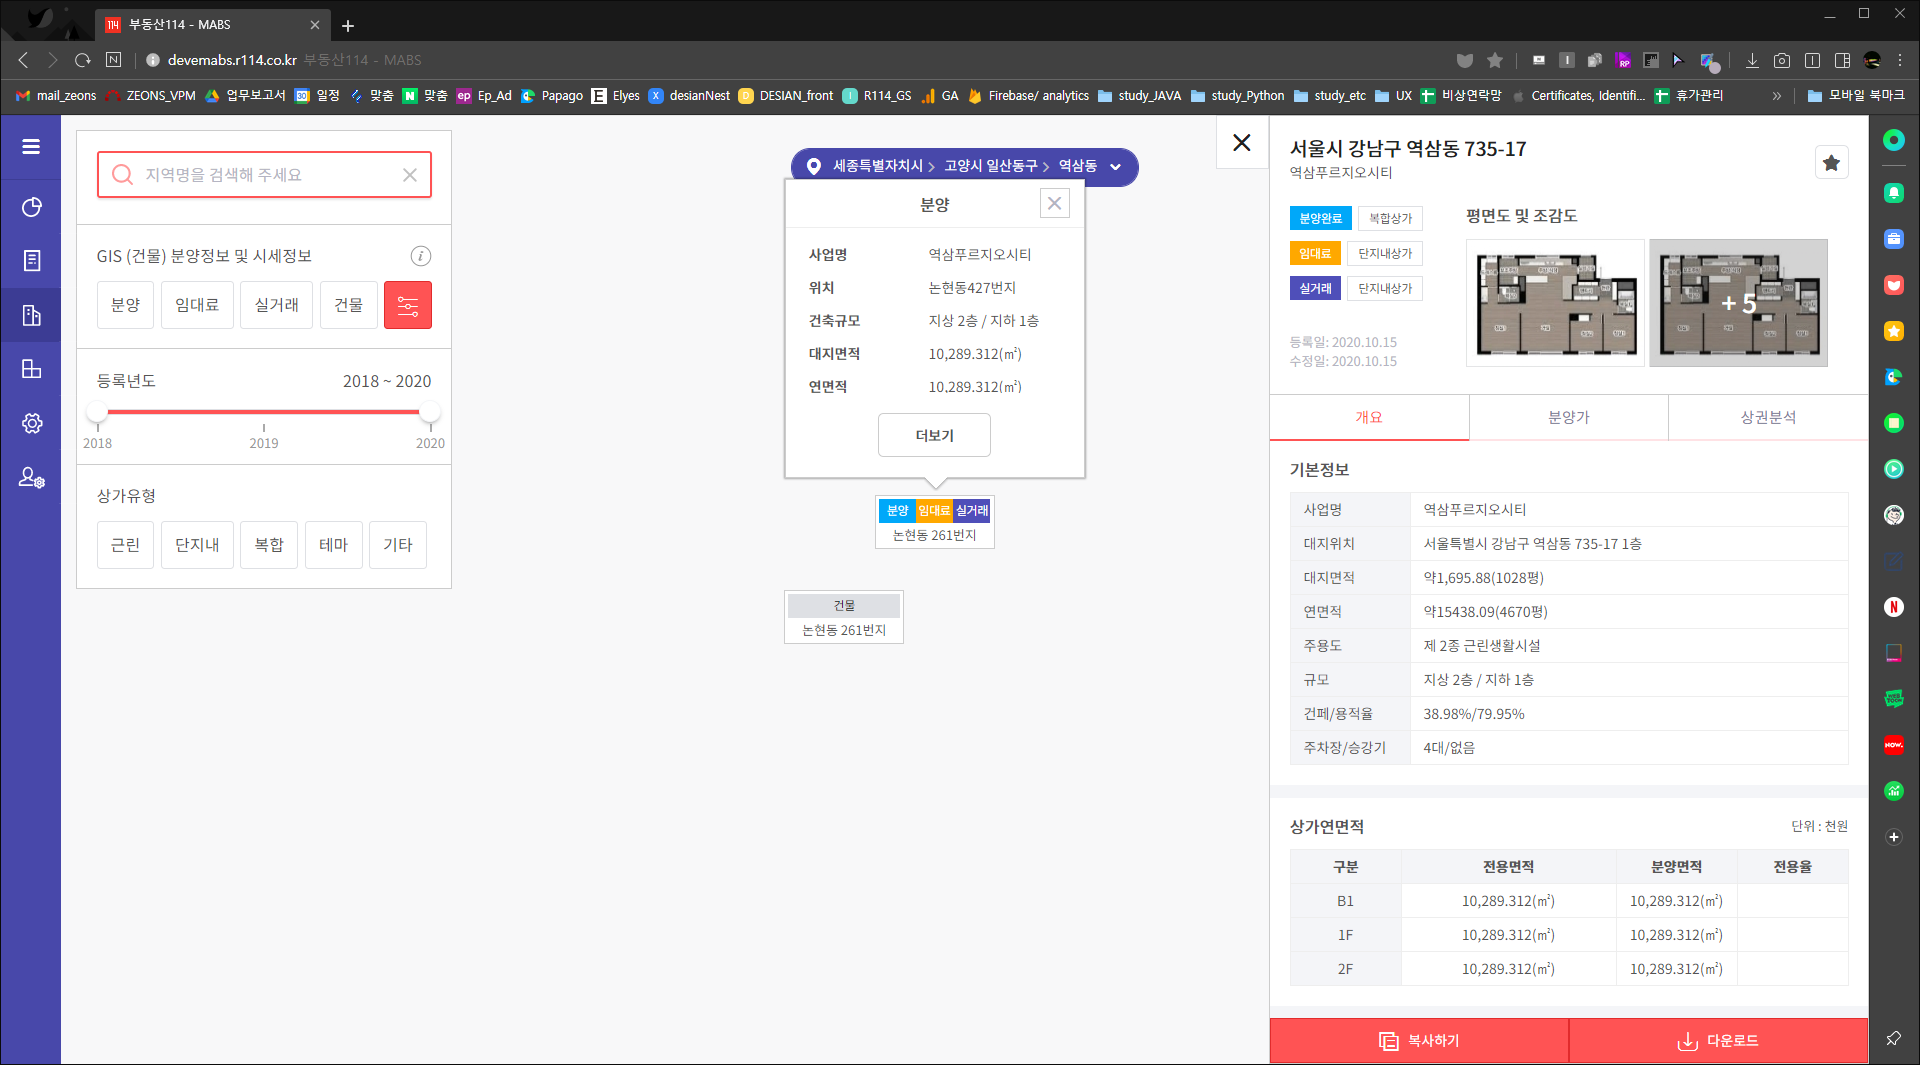 부동산114 - MABS
devemabs.r114.co.kr 부동산114 - MABS
mail_zeons ZEONS_VPM 업무보고서 일정 맞춤 맞춤 Ep_Ad Papago Elyes desianNest DESIAN_front R114_GS GA Firebase/ analytics study_JAVA study_Python study_etc UX 비상연락망 Certificates, Identifi... 휴가관리 모바일 북마크
지역명을 검색해 주세요
GIS (건물) 분양정보 및 시세정보
분양 임대료 실거래 건물
등록년도 2018 ~ 2020
2018 2019 2020
상가유형
근린 단지내 복합 테마 기타
세종특별자치시 고양시 일산동구 역삼동
분양
사업명 역삼푸르지오시티
위치 논현동427번지
건축규모 지상 2층 / 지하 1층
대지면적 10,289.312(㎡)
연면적 10,289.312(㎡)
더보기
분양 임대료 실거래
논현동 261번지
건물
논현동 261번지
서울시 강남구 역삼동 735-17
역삼푸르지오시티
분양완료 복합상가
임대료 단지내상가
실거래 단지내상가
등록일: 2020.10.15
수정일: 2020.10.15
평면도 및 조감도
+ 5
개요 분양가 상권분석
기본정보
사업명 역삼푸르지오시티
대지위치 서울특별시 강남구 역삼동 735-17 1층
대지면적 약1,695.88(1028평)
연면적 약15438.09(4670평)
주용도 제 2종 근린생활시설
규모 지상 2층 / 지하 1층
건페/용적율 38.98%/79.95%
주차장/승강기 4대/없음
상가연면적 단위 : 천원
구분 전용면적 분양면적 전용율
B1 10,289.312(㎡) 10,289.312(㎡)
1F 10,289.312(㎡) 10,289.312(㎡)
2F 10,289.312(㎡) 10,289.312(㎡)
복사하기 다운로드